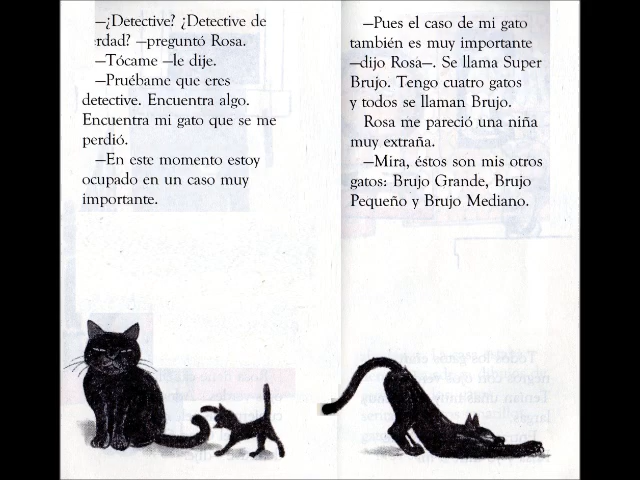 —¿Detective? ¿Detective de
verdad? —preguntó Rosa.
—Tócame —le dije.
—Pruébame que eres
detective. Encuentra algo.
Encuentra mi gato que se me
perdió.
—En este momento estoy
ocupado en un caso muy
importante.
—Pues el caso de mi gato
también es muy importante
—dijo Rosa—. Se llama Super
Brujo. Tengo cuatro gatos
y todos se llaman Brujo.
Rosa me pareció una niña
muy extraña.
—Mira, éstos son mis otros
gatos: Brujo Grande, Brujo
Pequeño y Brujo Mediano.